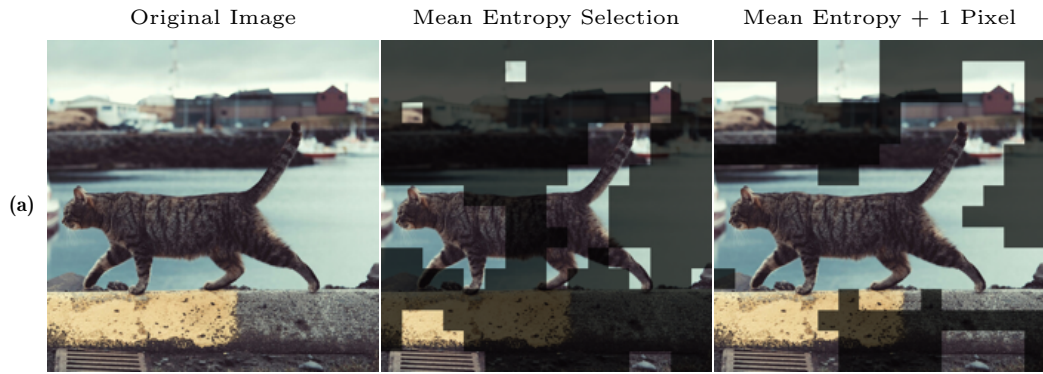 Original Image
Mean Entropy Selection
Mean Entropy + 1 Pixel
(a)